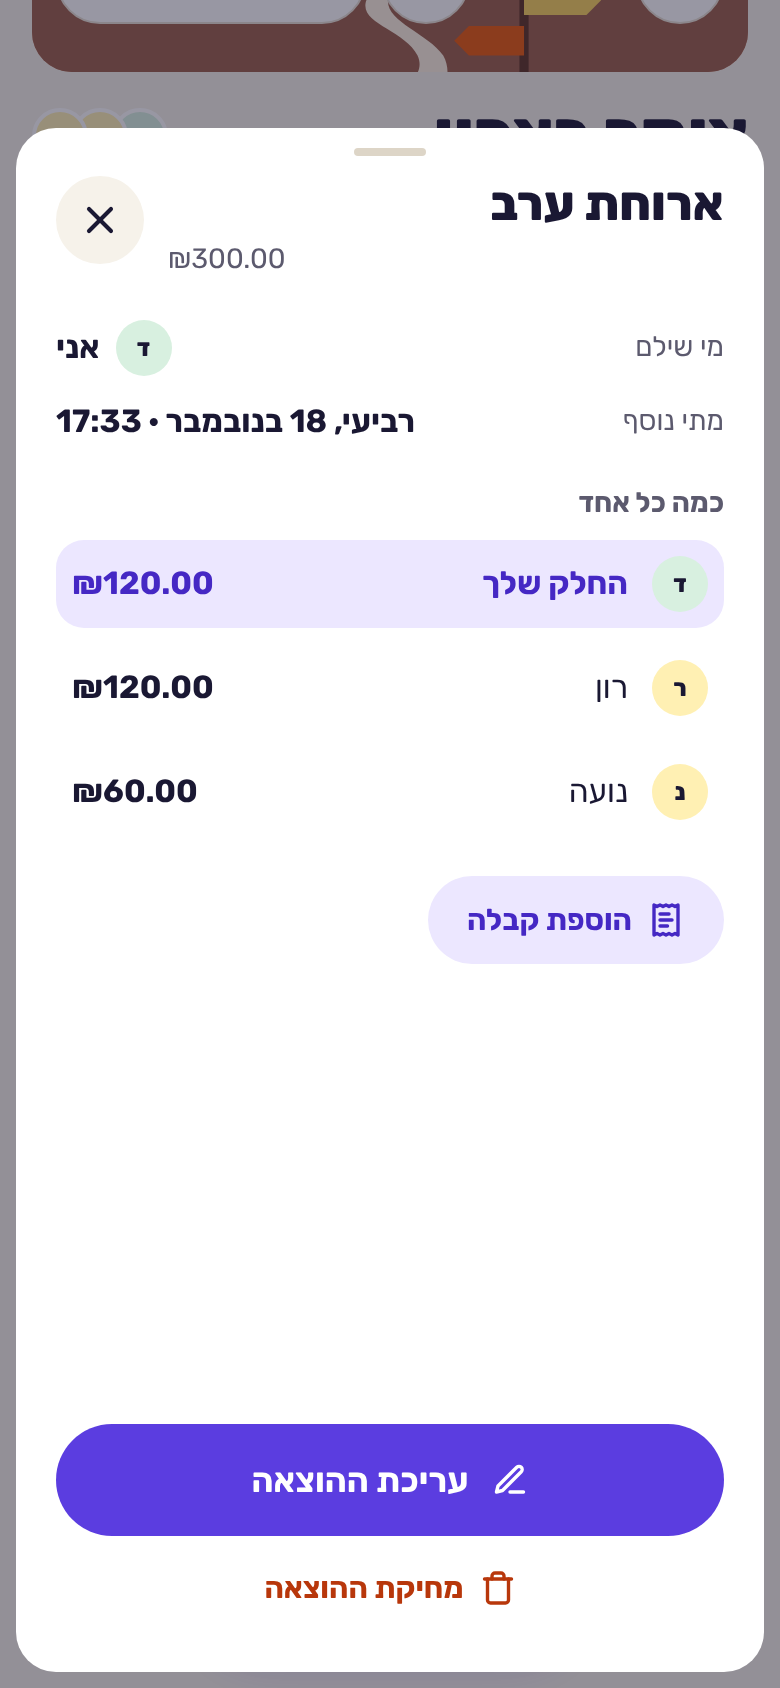 ארוחת ערב
₪300.00
מי שילם
ד אני
מתי נוסף
רביעי, 18 בנובמבר • 17:33
כמה כל אחד
ד החלק שלך ₪120.00
ר רון ₪120.00
נ נועה ₪60.00
הוספת קבלה
עריכת ההוצאה
מחיקת ההוצאה